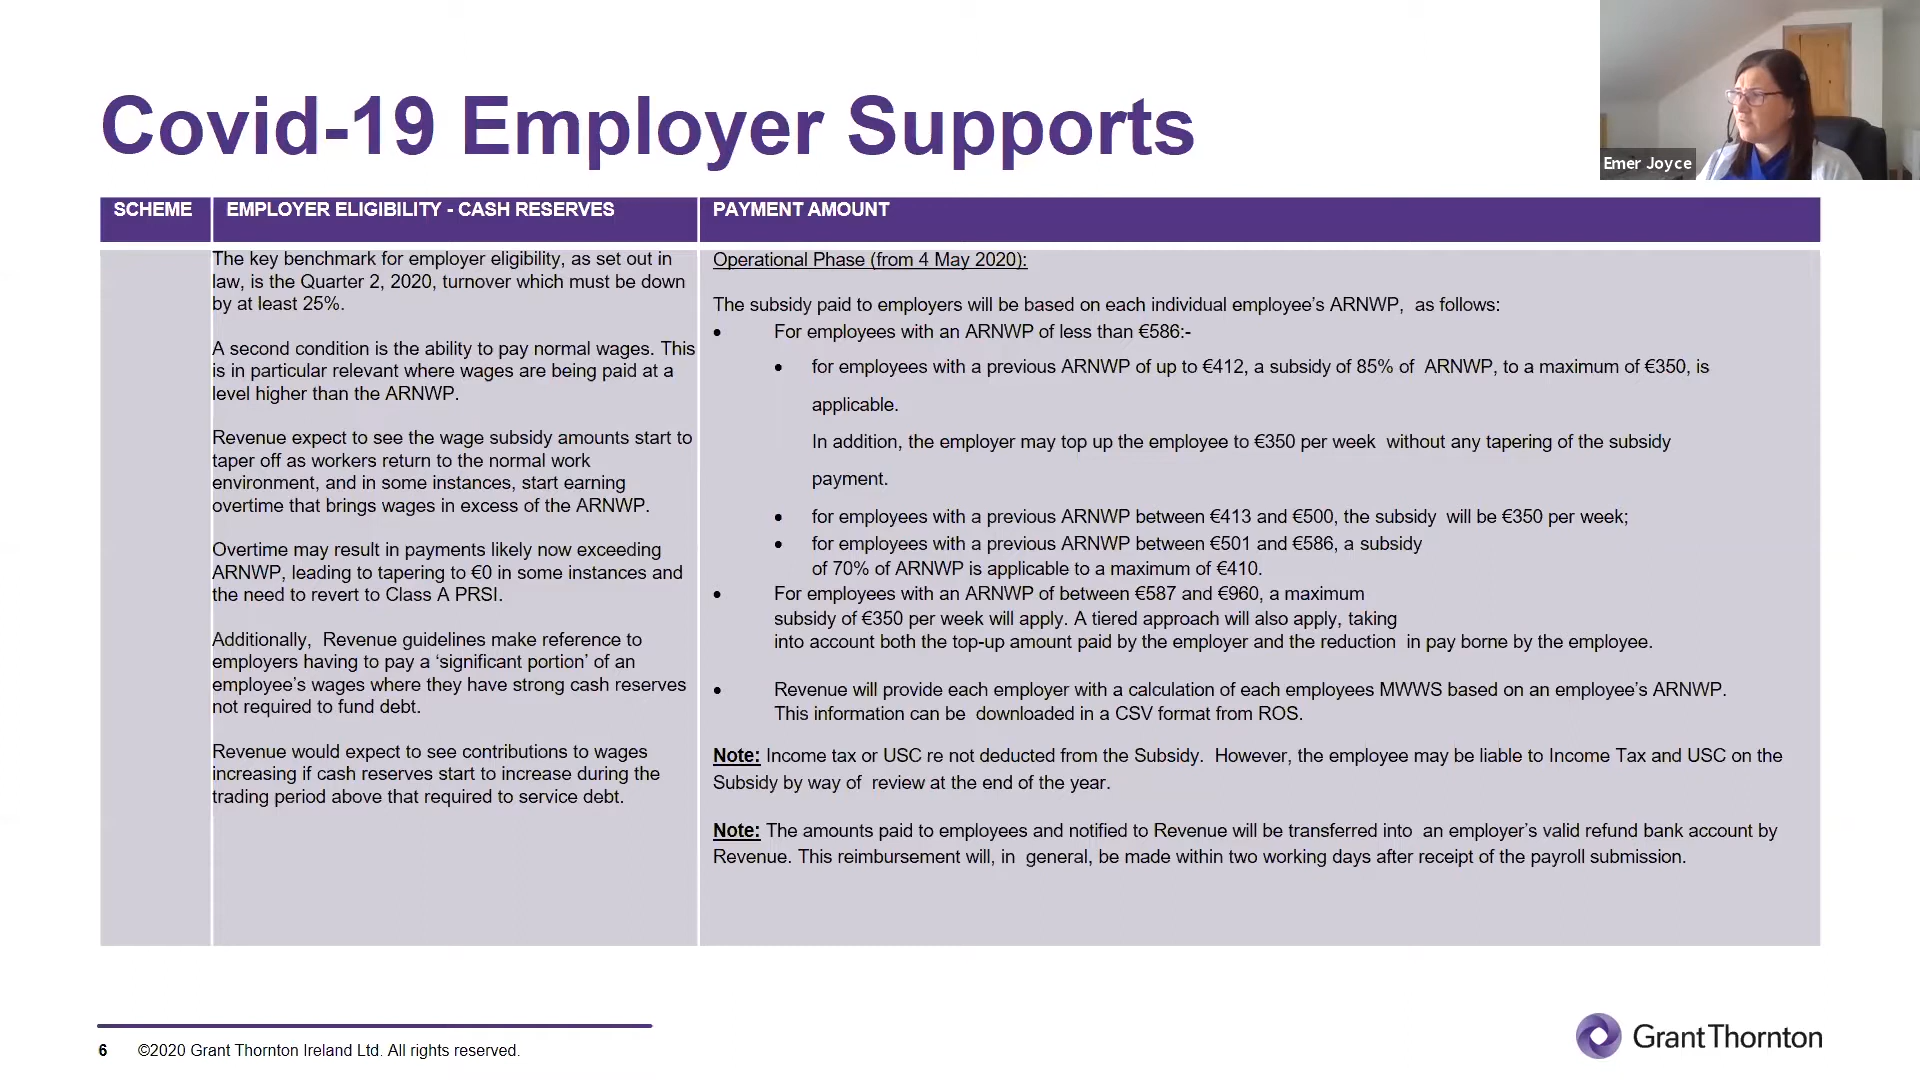 Covid-19 Employer Supports
Emer Joyce
SCHEME
EMPLOYER ELIGIBILITY - CASH RESERVES
PAYMENT AMOUNT
The key benchmark for employer eligibility, as set out in
law, is the Quarter 2, 2020, turnover which must be down
by at least 25%.
A second condition is the ability to pay normal wages. This
is in particular relevant where wages are being paid at a
level higher than the ARNWP.
Revenue expect to see the wage subsidy amounts start to
taper off as workers return to the normal work
environment, and in some instances, start earning
overtime that brings wages in excess of the ARNWP.
Overtime may result in payments likely now exceeding
ARNWP, leading to tapering to €0 in some instances and
the need to revert to Class A PRSI.
Additionally, Revenue guidelines make reference to
employers having to pay a ‘significant portion’ of an
employee’s wages where they have strong cash reserves
not required to fund debt.
Revenue would expect to see contributions to wages
increasing if cash reserves start to increase during the
trading period above that required to service debt.
Operational Phase (from 4 May 2020):
The subsidy paid to employers will be based on each individual employee’s ARNWP, as follows:
• For employees with an ARNWP of less than €586:-
• for employees with a previous ARNWP of up to €412, a subsidy of 85% of ARNWP, to a maximum of €350, is
applicable.
In addition, the employer may top up the employee to €350 per week without any tapering of the subsidy
payment.
• for employees with a previous ARNWP between €413 and €500, the subsidy will be €350 per week;
• for employees with a previous ARNWP between €501 and €586, a subsidy
of 70% of ARNWP is applicable to a maximum of €410.
• For employees with an ARNWP of between €587 and €960, a maximum
subsidy of €350 per week will apply. A tiered approach will also apply, taking
into account both the top-up amount paid by the employer and the reduction in pay borne by the employee.
• Revenue will provide each employer with a calculation of each employees MWWS based on an employee’s ARNWP.
This information can be downloaded in a CSV format from ROS.
Note: Income tax or USC re not deducted from the Subsidy. However, the employee may be liable to Income Tax and USC on the
Subsidy by way of review at the end of the year.
Note: The amounts paid to employees and notified to Revenue will be transferred into an employer’s valid refund bank account by
Revenue. This reimbursement will, in general, be made within two working days after receipt of the payroll submission.
6 ©2020 Grant Thornton Ireland Ltd. All rights reserved.
GrantThornton